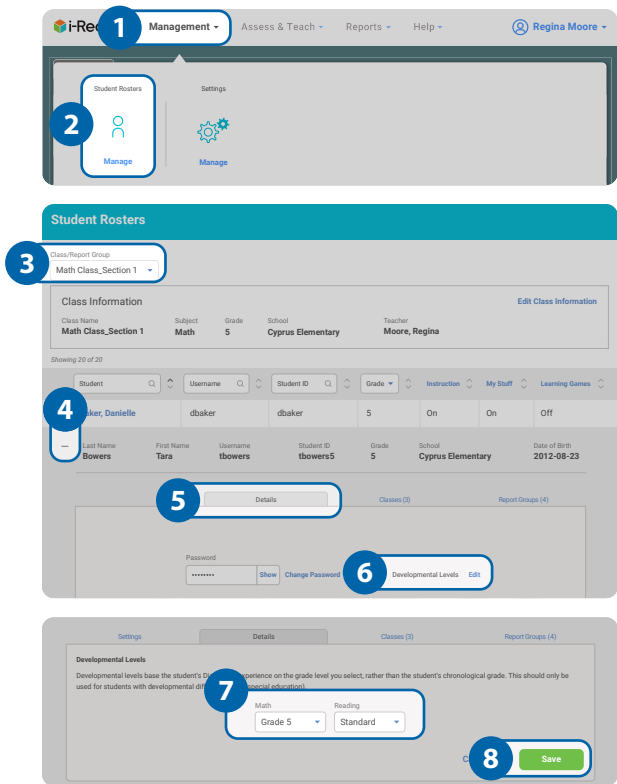 i-Re
1
Management
Assess & Teach
Reports
Help
Regina Moore
Student Rosters
Settings
2
Manage
Manage
Student Rosters
3
Class/Report Group
Math Class_Section 1
Class Information
Edit Class Information
Class Name Subject Grade School Teacher
Math Class_Section 1 Math 5 Cyprus Elementary Moore, Regina
Showing 20 of 20
Student Username Student ID Grade Instruction My Stuff Learning Games
4
aker, Danielle dbaker dbaker 5 On On Off
Last Name First Name Username Student ID Grade School Date of Birth
Bowers Tara tbowers tbowers5 5 Cyprus Elementary 2012-08-23
5
Details Classes (3) Report Groups (4)
Password
•••••••• Show Change Password
6
Developmental Levels Edit
Settings Details Classes (3) Report Groups (4)
Developmental Levels
Developmental levels base the student's Di experience on the grade level you select, rather than the student's chronological grade. This should only be
used for students with developmental dif special education).
7
Math Reading
Grade 5 Standard
C
8
Save